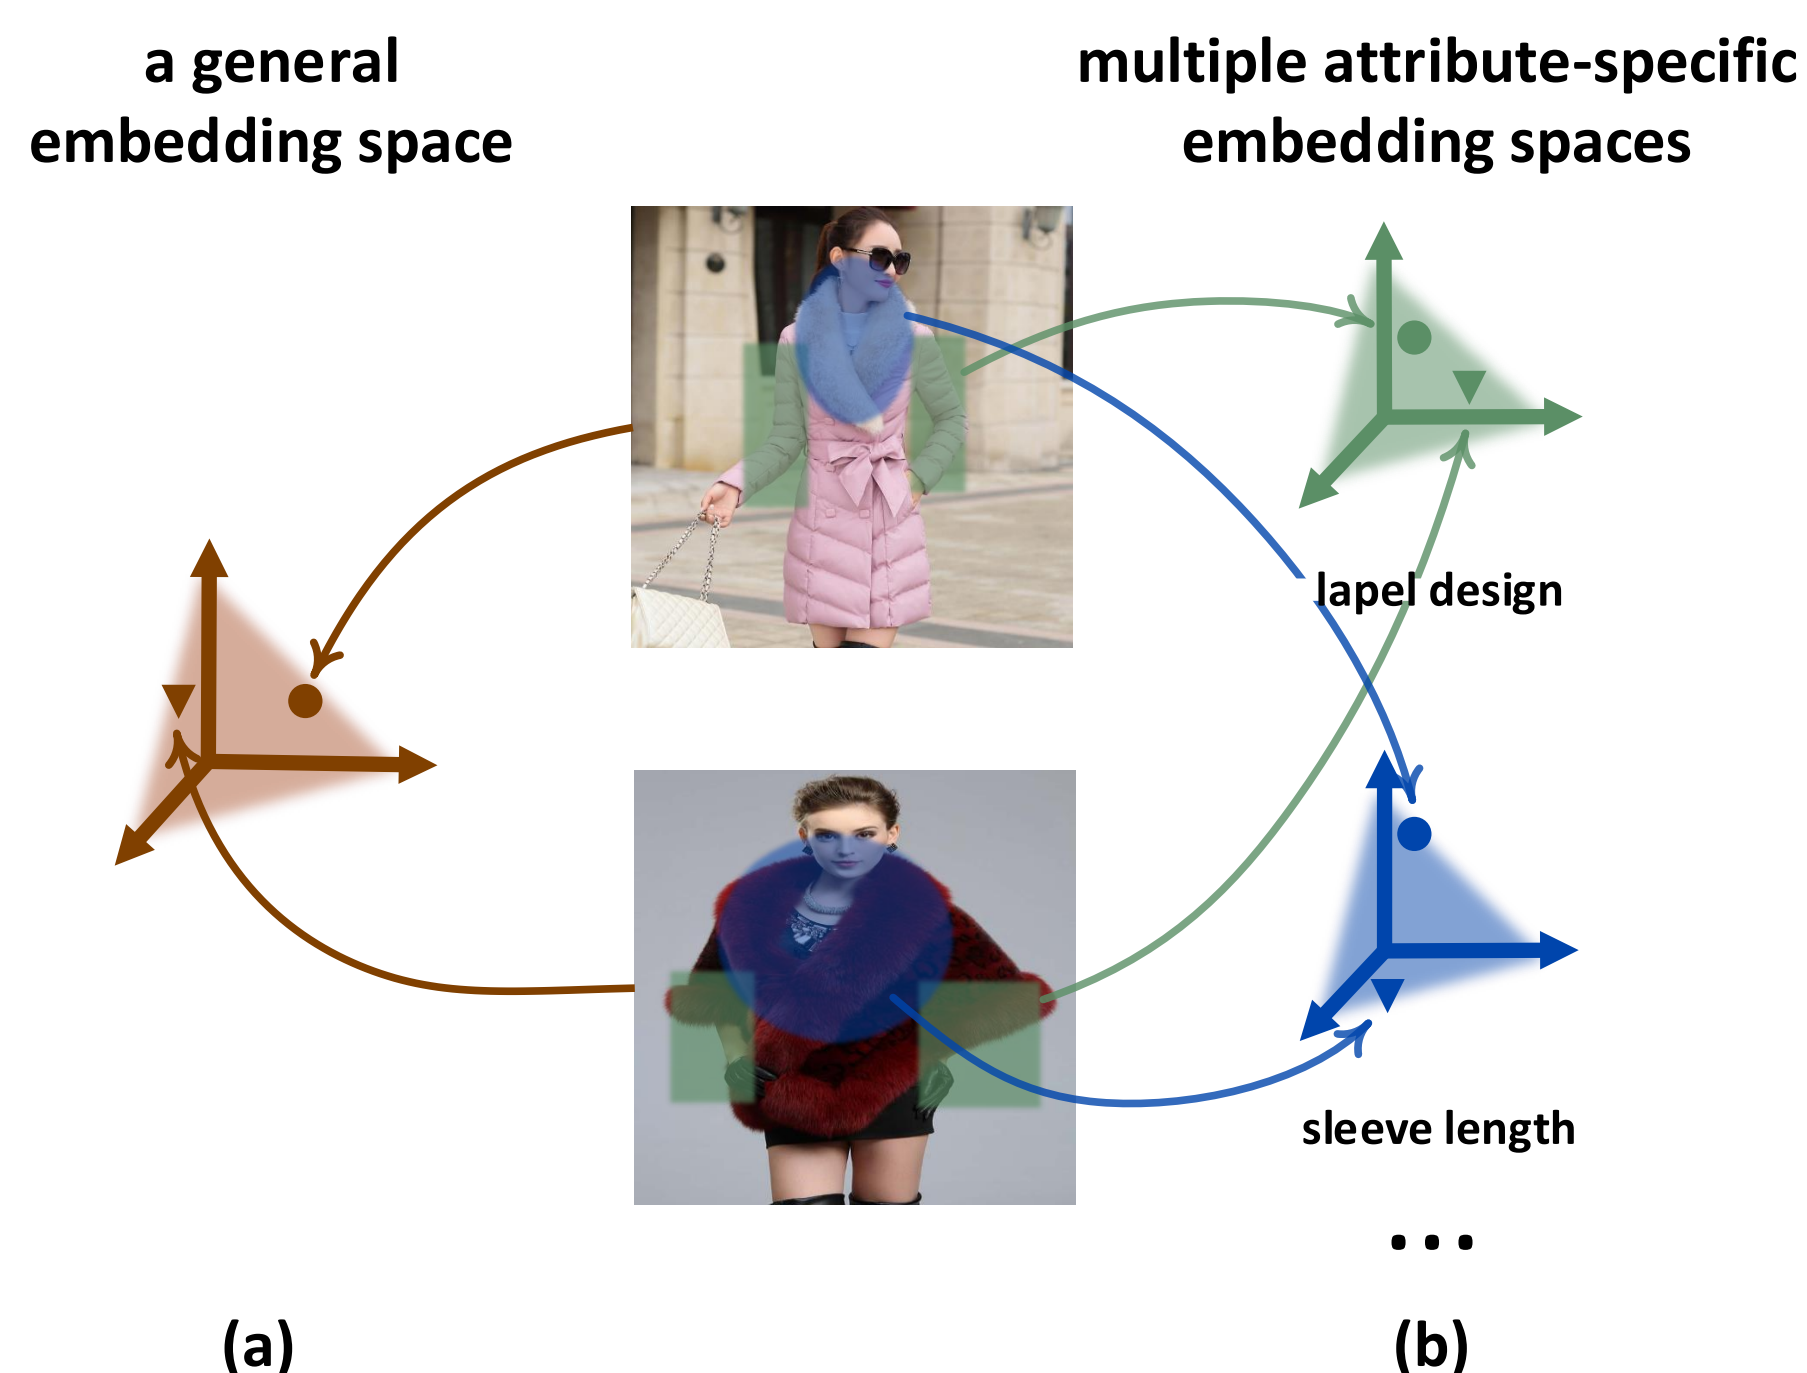 a general
embedding space
multiple attribute-specific
embedding spaces
lapel design
sleeve length
...
(a)
(b)